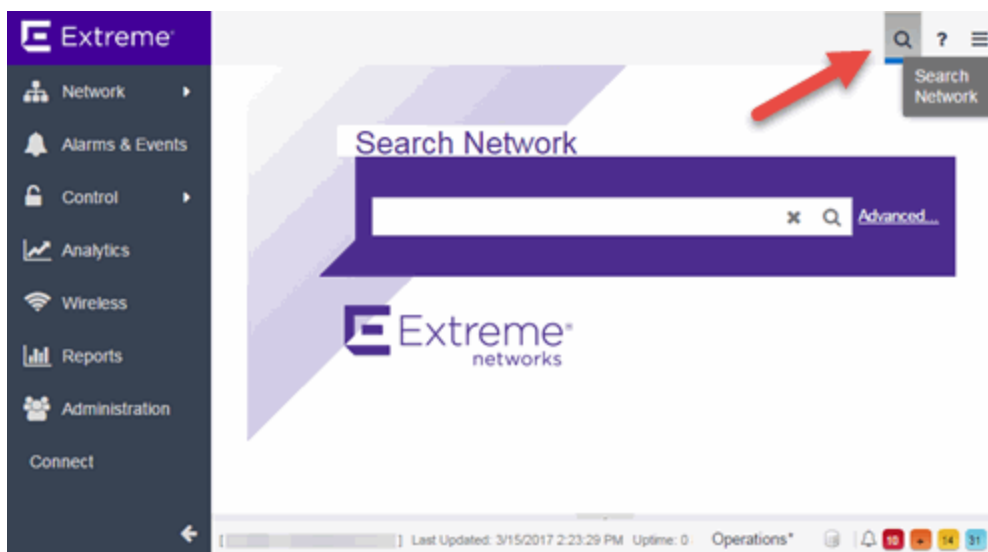 Extreme
?
Search
Network
Network
Alarms & Events
Control
Analytics
Wireless
Reports
Administration
Connect
Search Network
Advanced...
Extreme
networks
[ ] Last Updated: 3/15/2017 2:23:29 PM Uptime: 0 Operations* 10 + 14 31